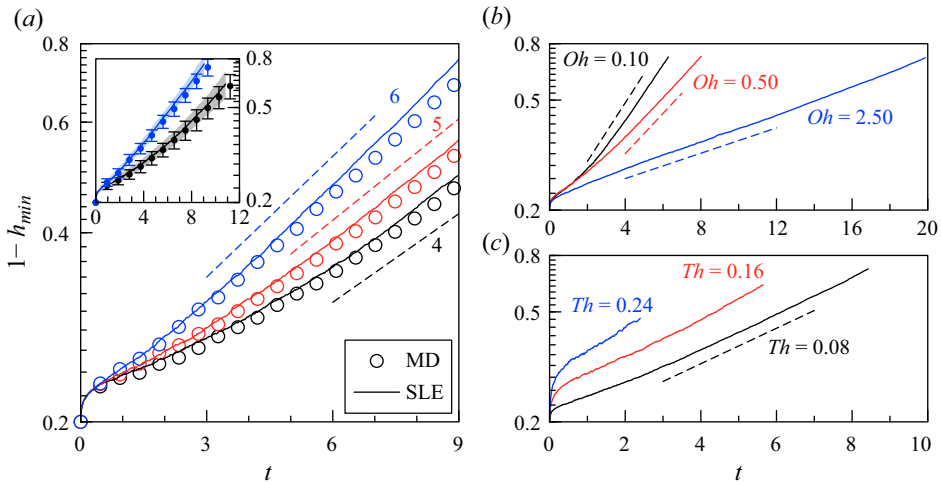 (a)
0.8
0.6
0.4
0.2
1– h_min
0
3
6
9
t
6
5
4
MD
SLE
0.8
0.5
0.2
0
4
8
12
(b)
0.8
0.5
0.2
Oh = 0.10
Oh = 0.50
Oh = 2.50
0
4
8
12
16
20
(c)
0.8
0.5
0.2
Th = 0.24
Th = 0.16
Th = 0.08
0
2
4
6
8
10
t